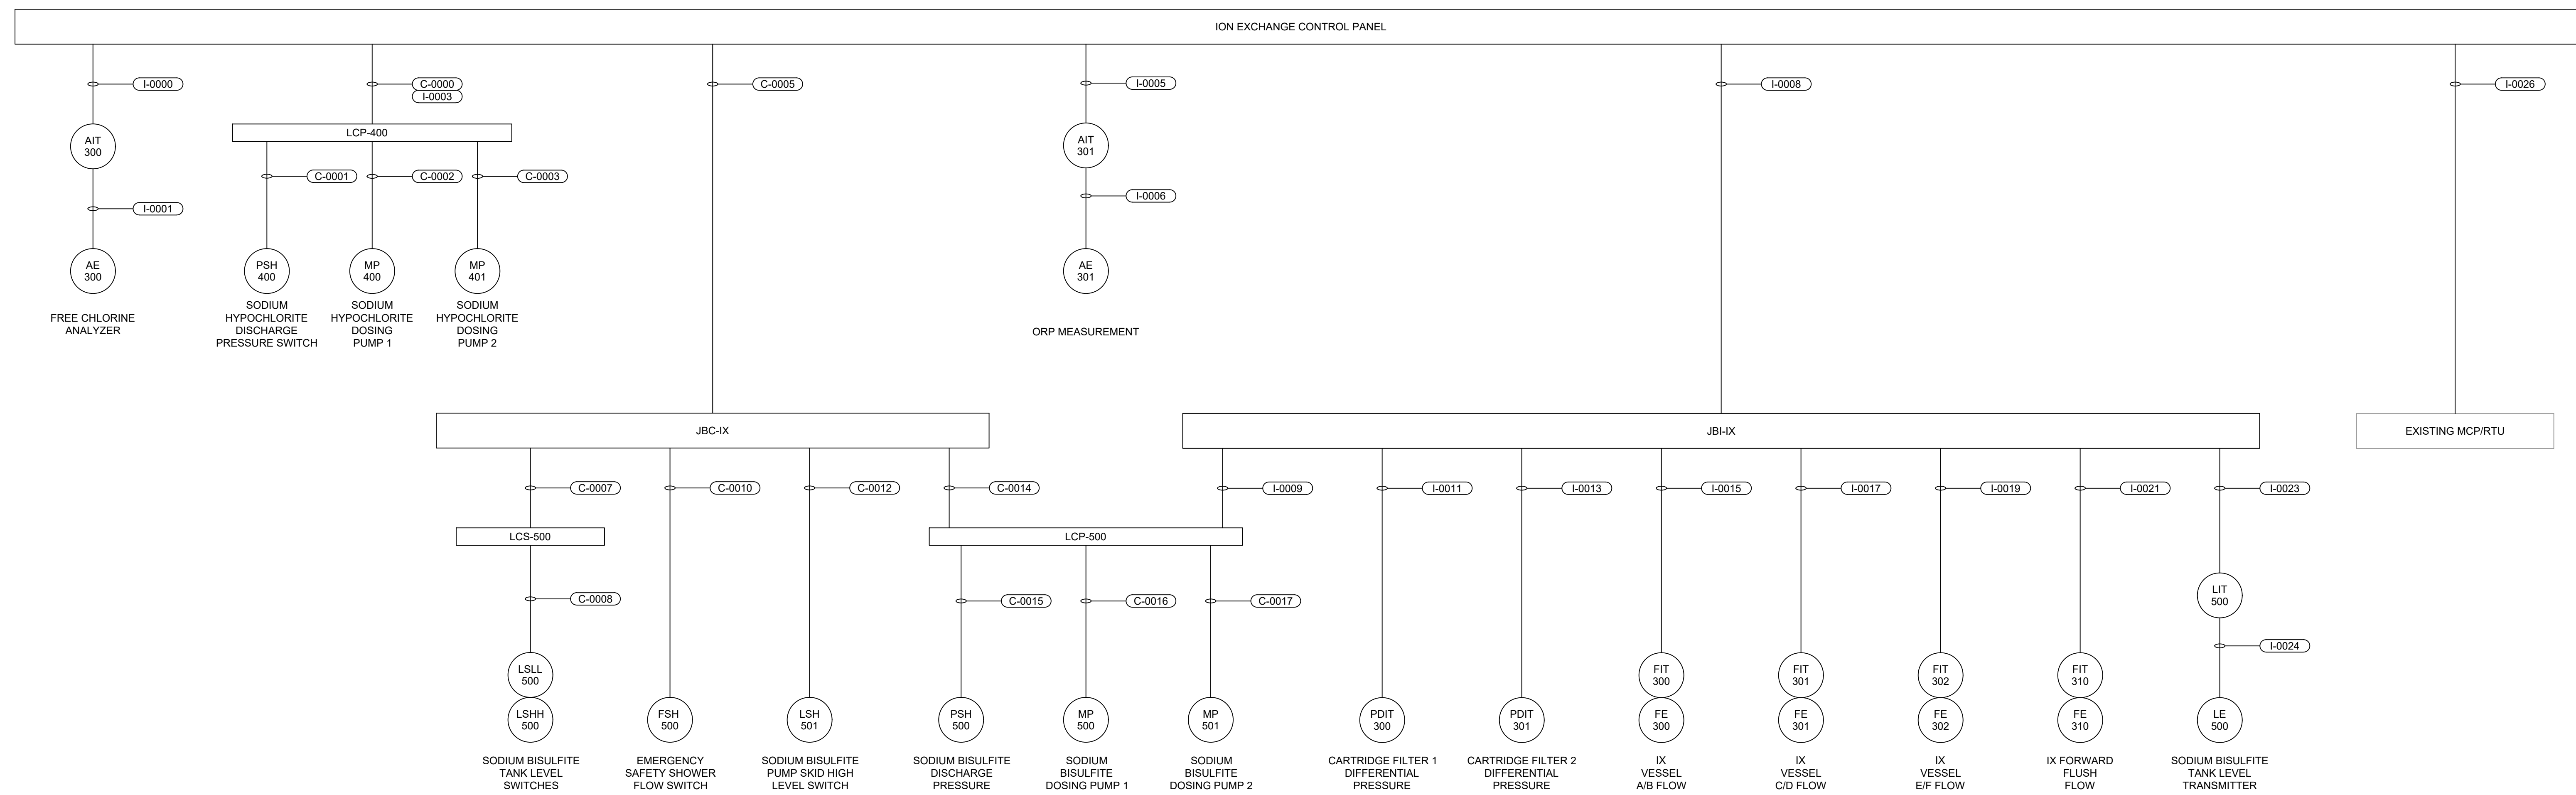 ION EXCHANGE CONTROL PANEL
I-0000
C-0000
I-0003
C-0005
I-0005
I-0008
I-0026
LCP-400
AIT
300
AIT
301
C-0001
C-0002
C-0003
I-0006
I-0001
AE
300
PSH
400
MP
400
MP
401
AE
301
FREE CHLORINE
ANALYZER
SODIUM
HYPOCHLORITE
DISCHARGE
PRESSURE SWITCH
SODIUM
HYPOCHLORITE
DOSING
PUMP 1
SODIUM
HYPOCHLORITE
DOSING
PUMP 2
ORP MEASUREMENT
JBC-IX
JBI-IX
EXISTING MCP/RTU
C-0007
C-0010
C-0012
C-0014
I-0009
I-0011
I-0013
I-0015
I-0017
I-0019
I-0021
I-0023
LCS-500
LCP-500
C-0008
C-0015
C-0016
C-0017
LIT
500
I-0024
LSLL
500
LSHH
500
FSH
500
LSH
501
PSH
500
MP
500
MP
501
PDIT
300
PDIT
301
FIT
300
FE
300
FIT
301
FE
301
FIT
302
FE
302
FIT
310
FE
310
LE
500
SODIUM BISULFITE
TANK LEVEL
SWITCHES
EMERGENCY
SAFETY SHOWER
FLOW SWITCH
SODIUM BISULFITE
PUMP SKID HIGH
LEVEL SWITCH
SODIUM BISULFITE
DISCHARGE
PRESSURE
SODIUM
BISULFITE
DOSING PUMP 1
SODIUM
BISULFITE
DOSING PUMP 2
CARTRIDGE FILTER 1
DIFFERENTIAL
PRESSURE
CARTRIDGE FILTER 2
DIFFERENTIAL
PRESSURE
IX
VESSEL
A/B FLOW
IX
VESSEL
C/D FLOW
IX
VESSEL
E/F FLOW
IX FORWARD
FLUSH
FLOW
SODIUM BISULFITE
TANK LEVEL
TRANSMITTER